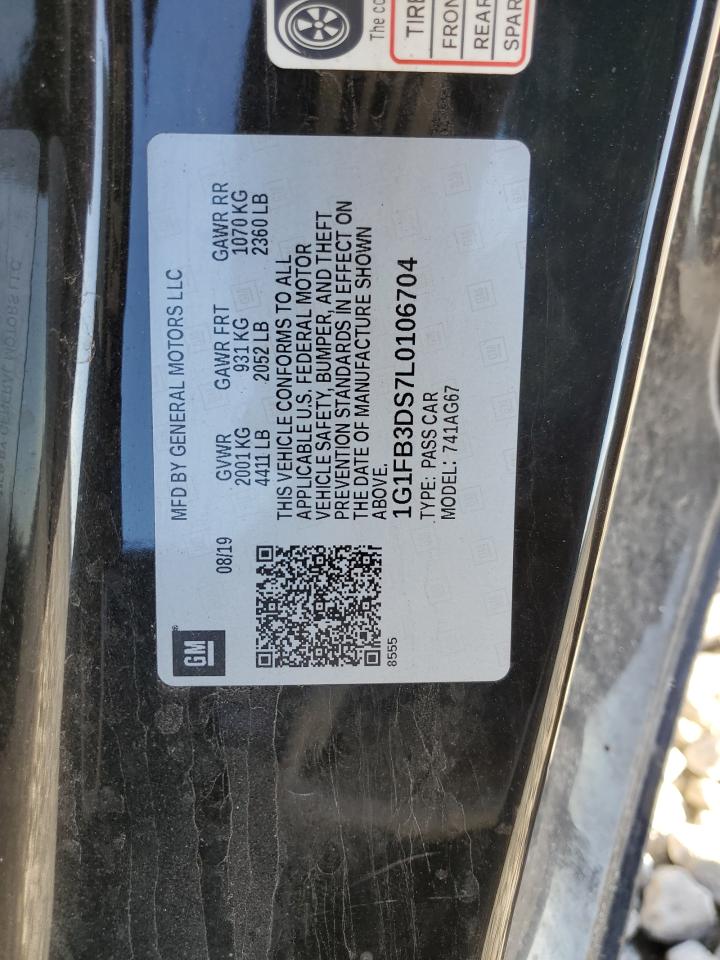 The co
TIRE
FRON
REAR
SPAR
MFD BY GENERAL MOTORS LLC
08/19
GVWR GAWR FRT GAWR RR
2001 KG 931 KG 1070 KG
4411 LB 2052 LB 2360 LB
THIS VEHICLE CONFORMS TO ALL
APPLICABLE U.S. FEDERAL MOTOR
VEHICLE SAFETY, BUMPER, AND THEFT
PREVENTION STANDARDS IN EFFECT ON
THE DATE OF MANUFACTURE SHOWN
ABOVE.
1G1FB3DS7L0106704
TYPE: PASS CAR
MODEL: 741AG67
GM
8555